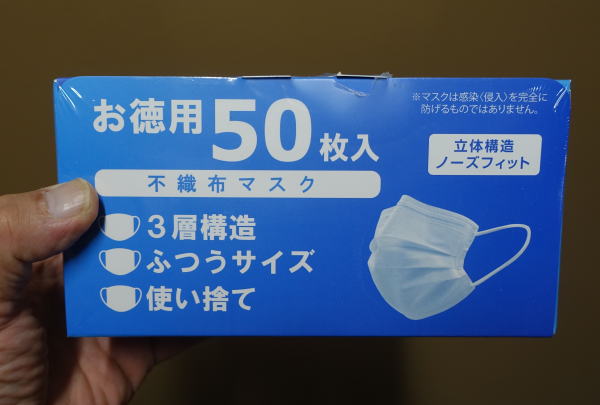 お徳用50枚入
※マスクは感染〈侵入〉を完全に
防げるものではありません。
立体構造
ノーズフィット
不織布マスク
3層構造
ふつうサイズ
使い捨て